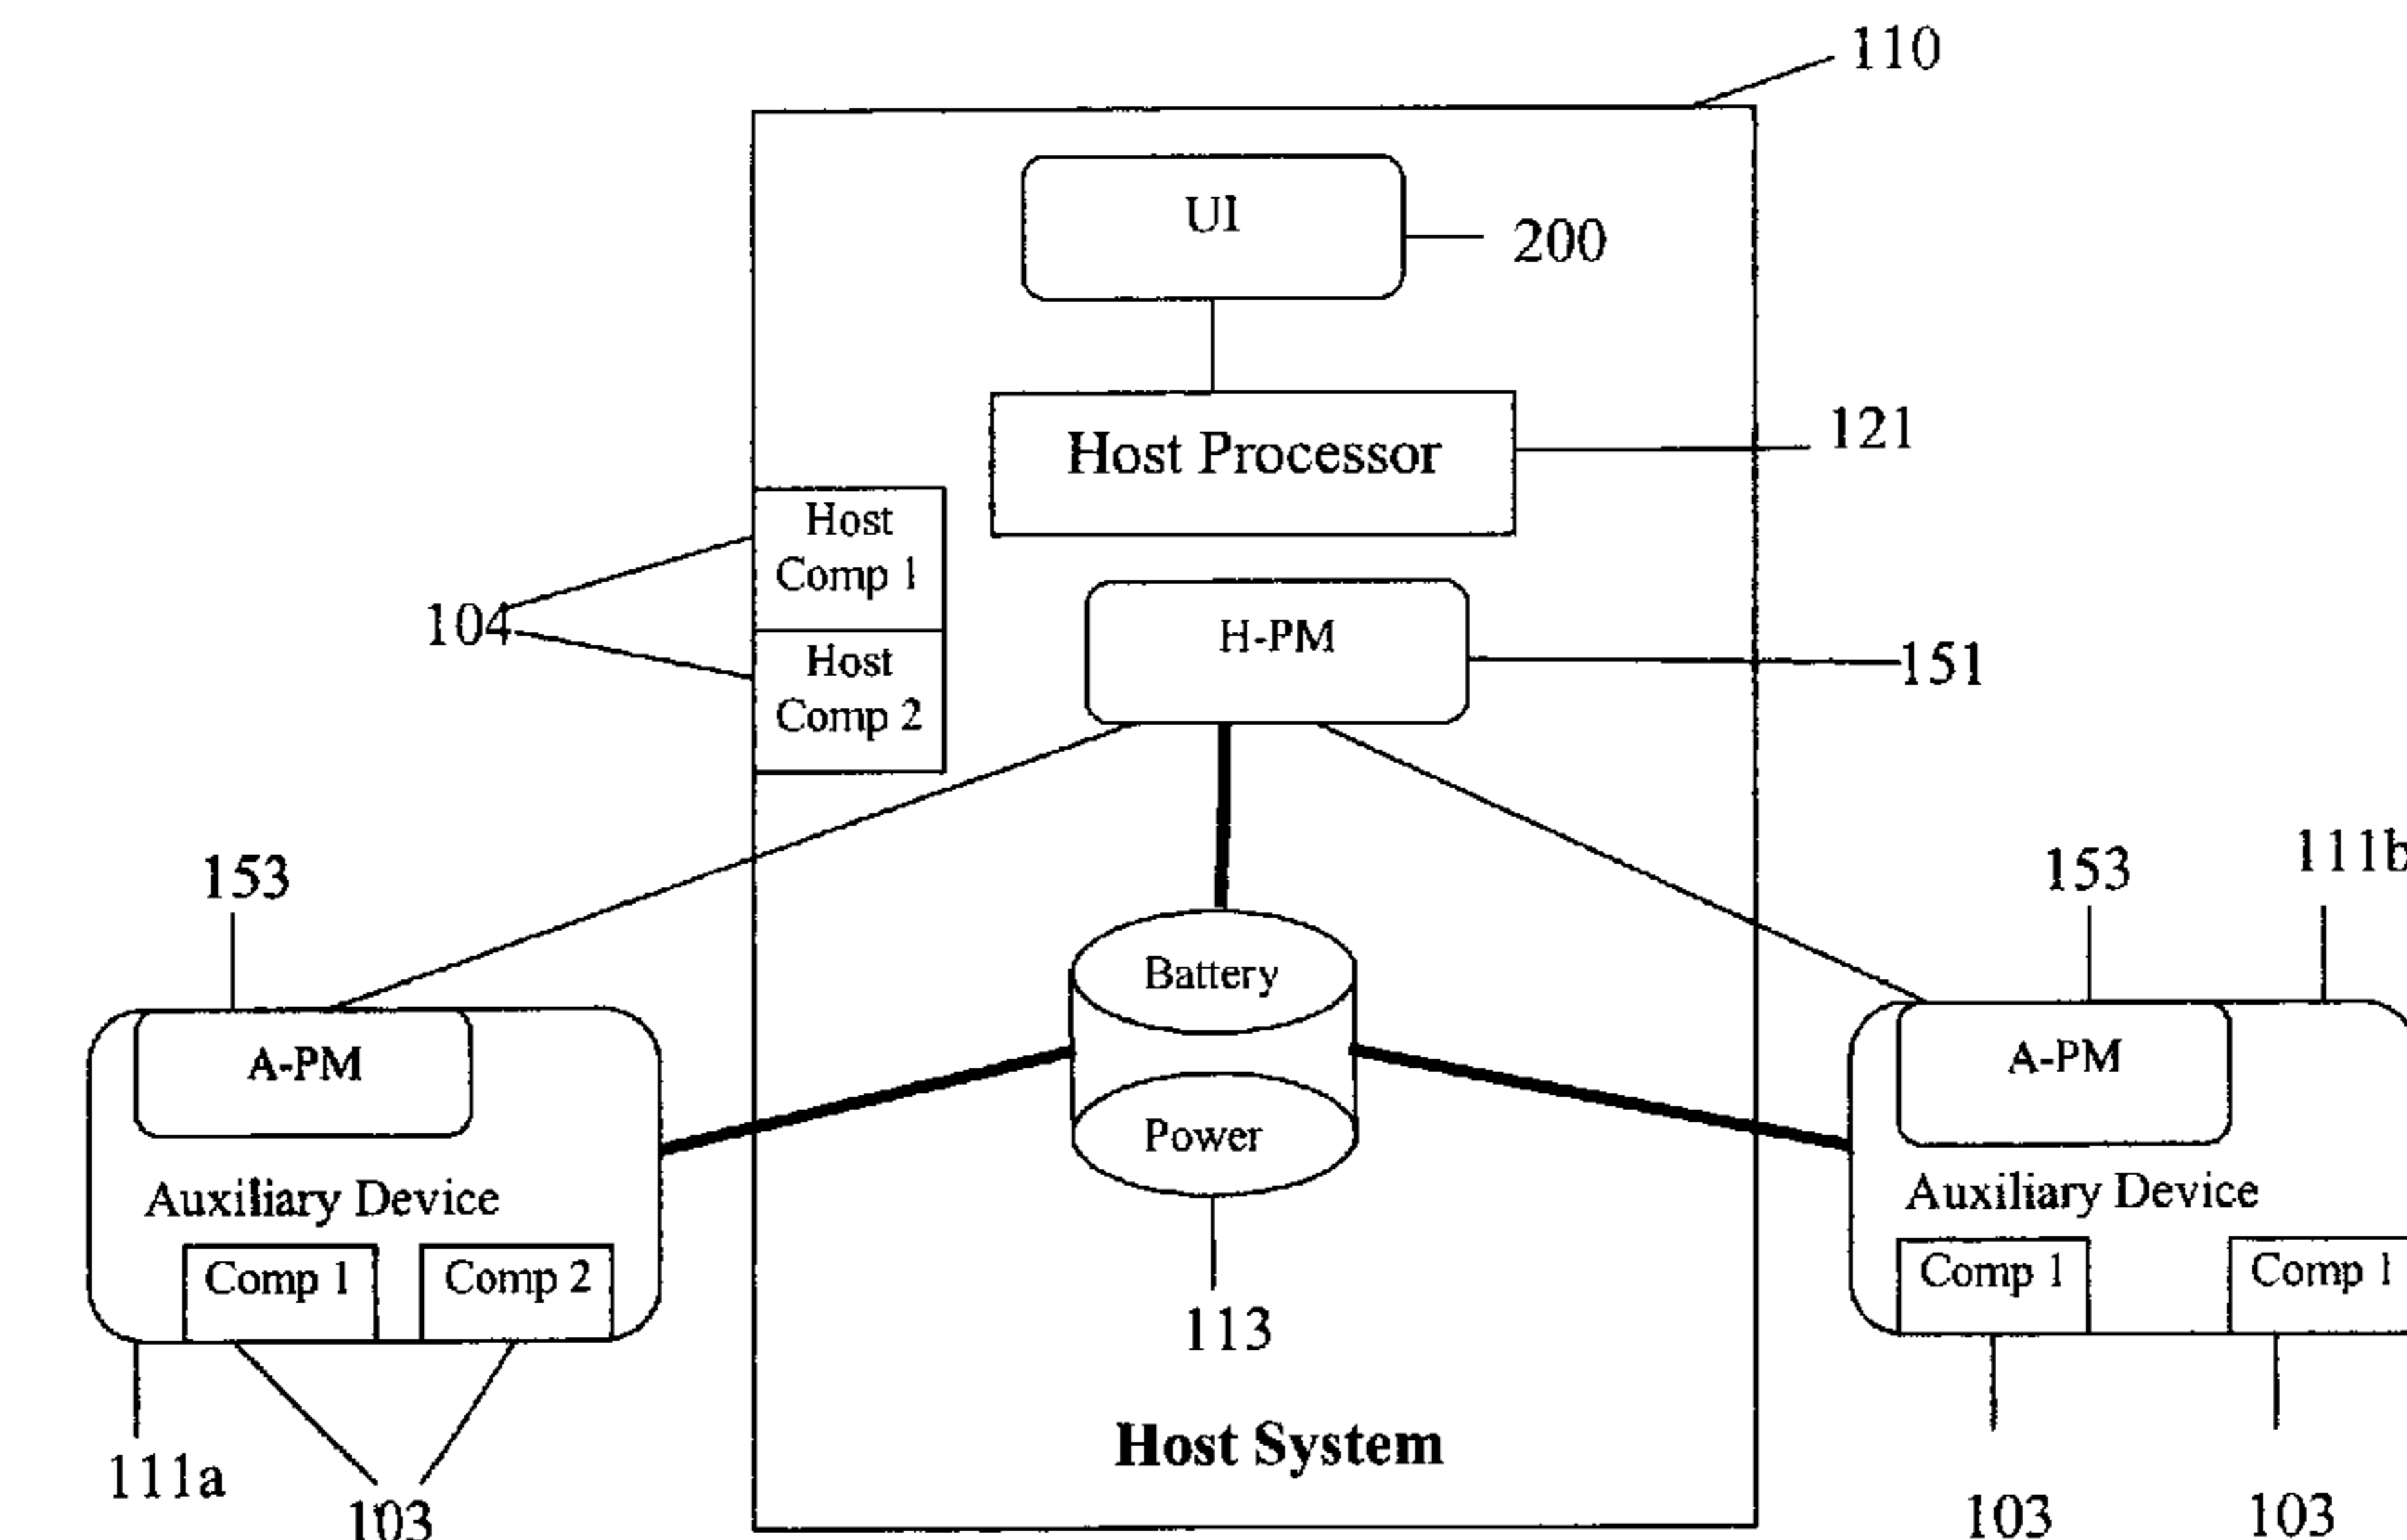 110
UI
200
Host Processor
121
Host
Comp 1
104
H-PM
151
Host
Comp 2
153
153
111b
Battery
A-PM
A-PM
Power
Auxiliary Device
Auxiliary Device
Comp 1
Comp 2
Comp 1
Comp 1
113
111a
103
Host System
103
103